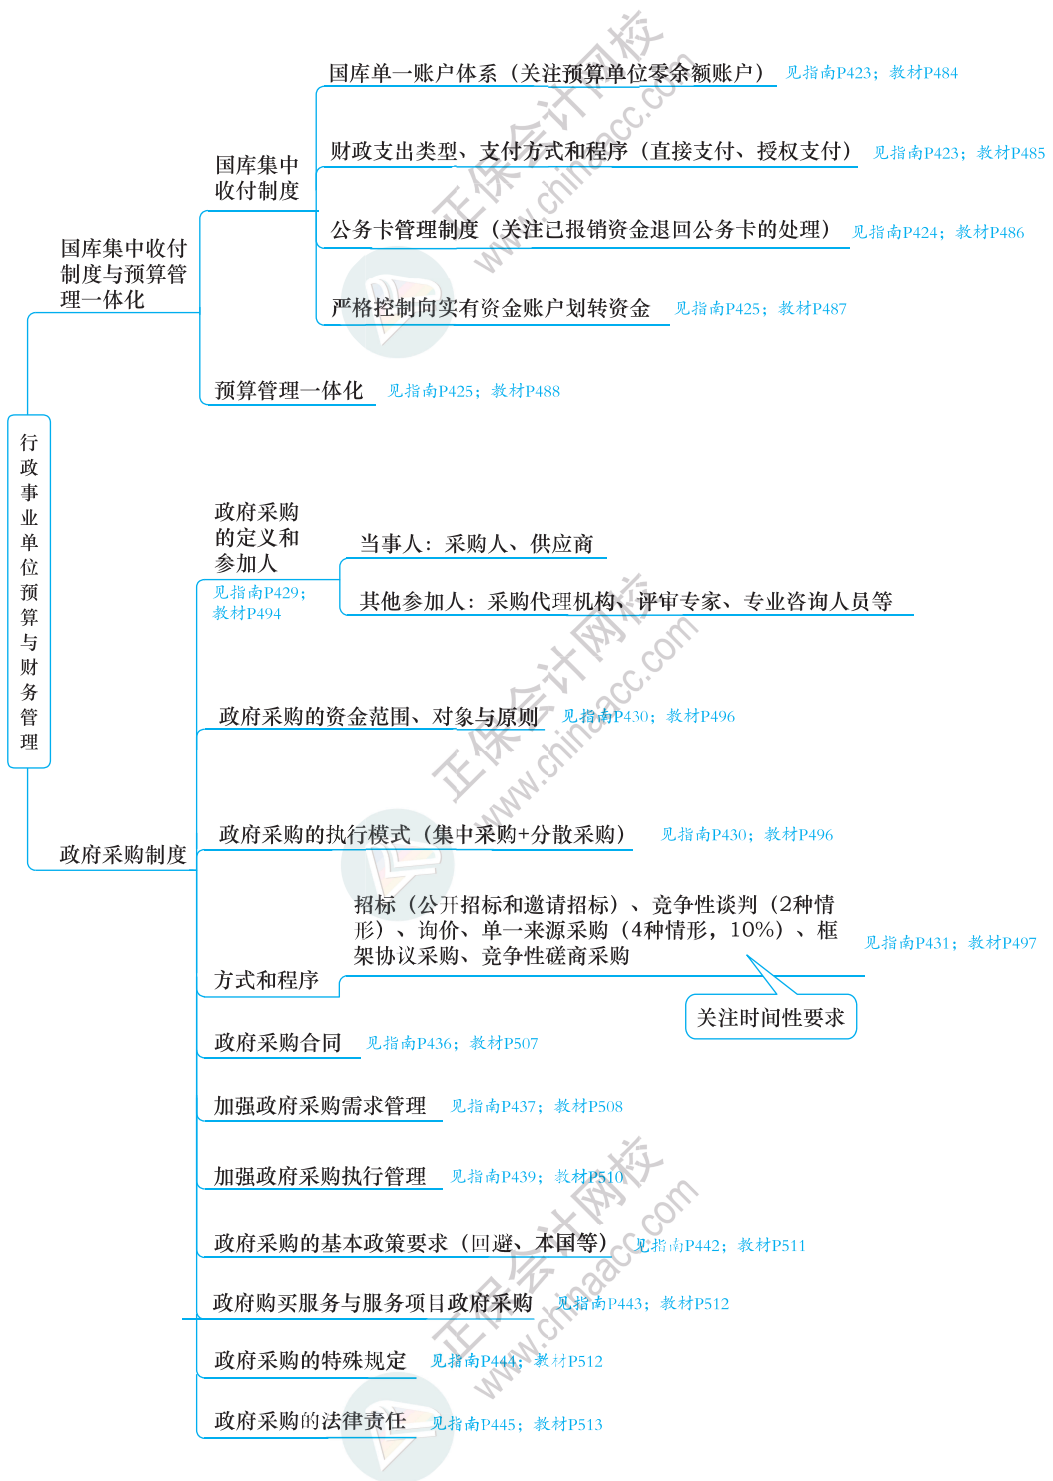 行政事业单位预算与财务管理
国库集中收付
制度与预算管
理一体化
国库集中
收付制度
国库单一账户体系（关注预算单位零余额账户） 见指南P423；教材P484
财政支出类型、支付方式和程序（直接支付、授权支付） 见指南P423；教材P485
公务卡管理制度（关注已报销资金退回公务卡的处理） 见指南P424；教材P486
严格控制向实有资金账户划转资金 见指南P425；教材P487
预算管理一体化 见指南P425；教材P488
政府采购制度
政府采购
的定义和
参加人
见指南P429；
教材P494
当事人：采购人、供应商
其他参加人：采购代理机构、评审专家、专业咨询人员等
政府采购的资金范围、对象与原则 见指南P430；教材P496
政府采购的执行模式（集中采购+分散采购） 见指南P430；教材P496
方式和程序
招标（公开招标和邀请招标）、竞争性谈判（2种情
形）、询价、单一来源采购（4种情形，10%）、框
架协议采购、竞争性磋商采购
见指南P431；教材P497
关注时间性要求
政府采购合同 见指南P436；教材P507
加强政府采购需求管理 见指南P437；教材P508
加强政府采购执行管理 见指南P439；教材P510
政府采购的基本政策要求（回避、本国等） 见指南P442；教材P511
政府购买服务与服务项目政府采购 见指南P443；教材P512
政府采购的特殊规定 见指南P444；教材P512
政府采购的法律责任 见指南P445；教材P513
正保会计网校
www.chinaacc.com
正保会计网校
www.chinaacc.com
正保会计网校
www.chinaacc.com